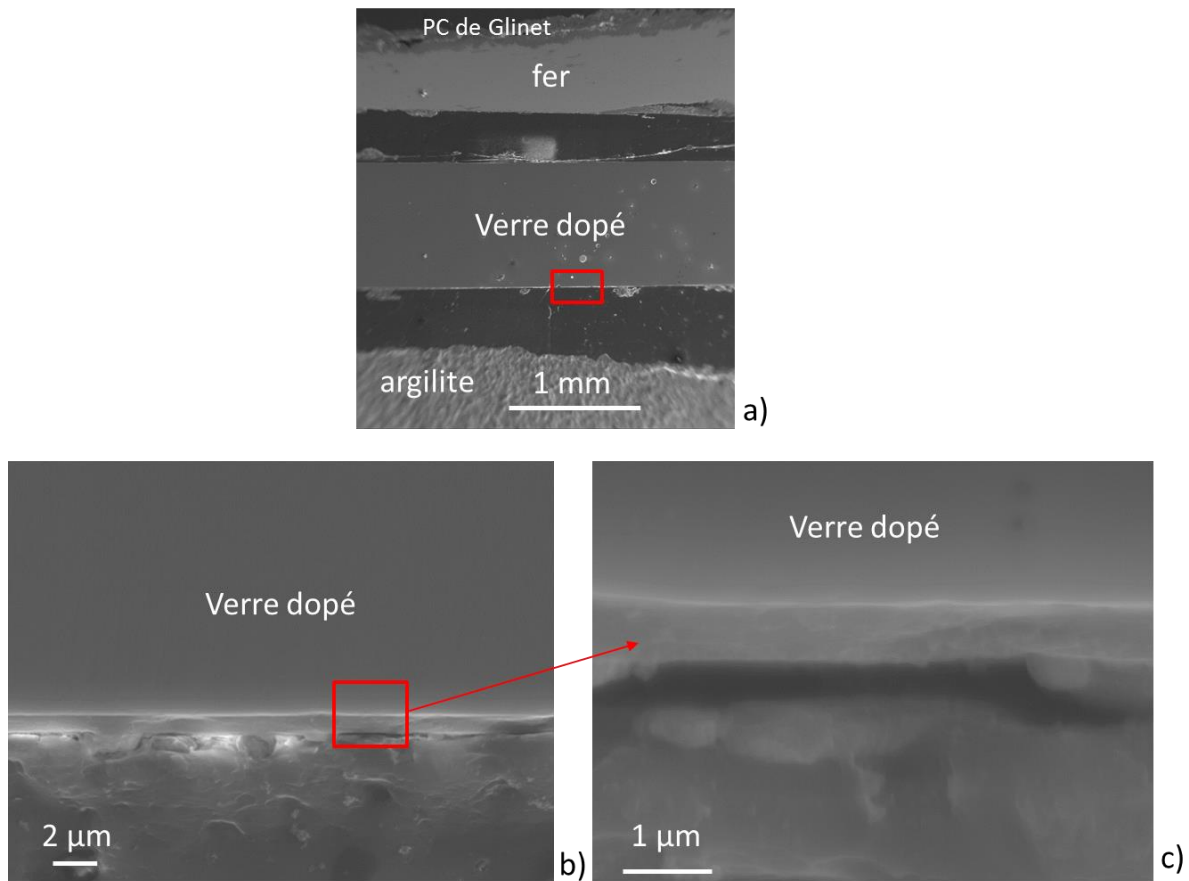 PC de Glinet
fer
Verre dopé
argilite
1 mm
a)
Verre dopé
2 µm
b)
Verre dopé
1 µm
c)